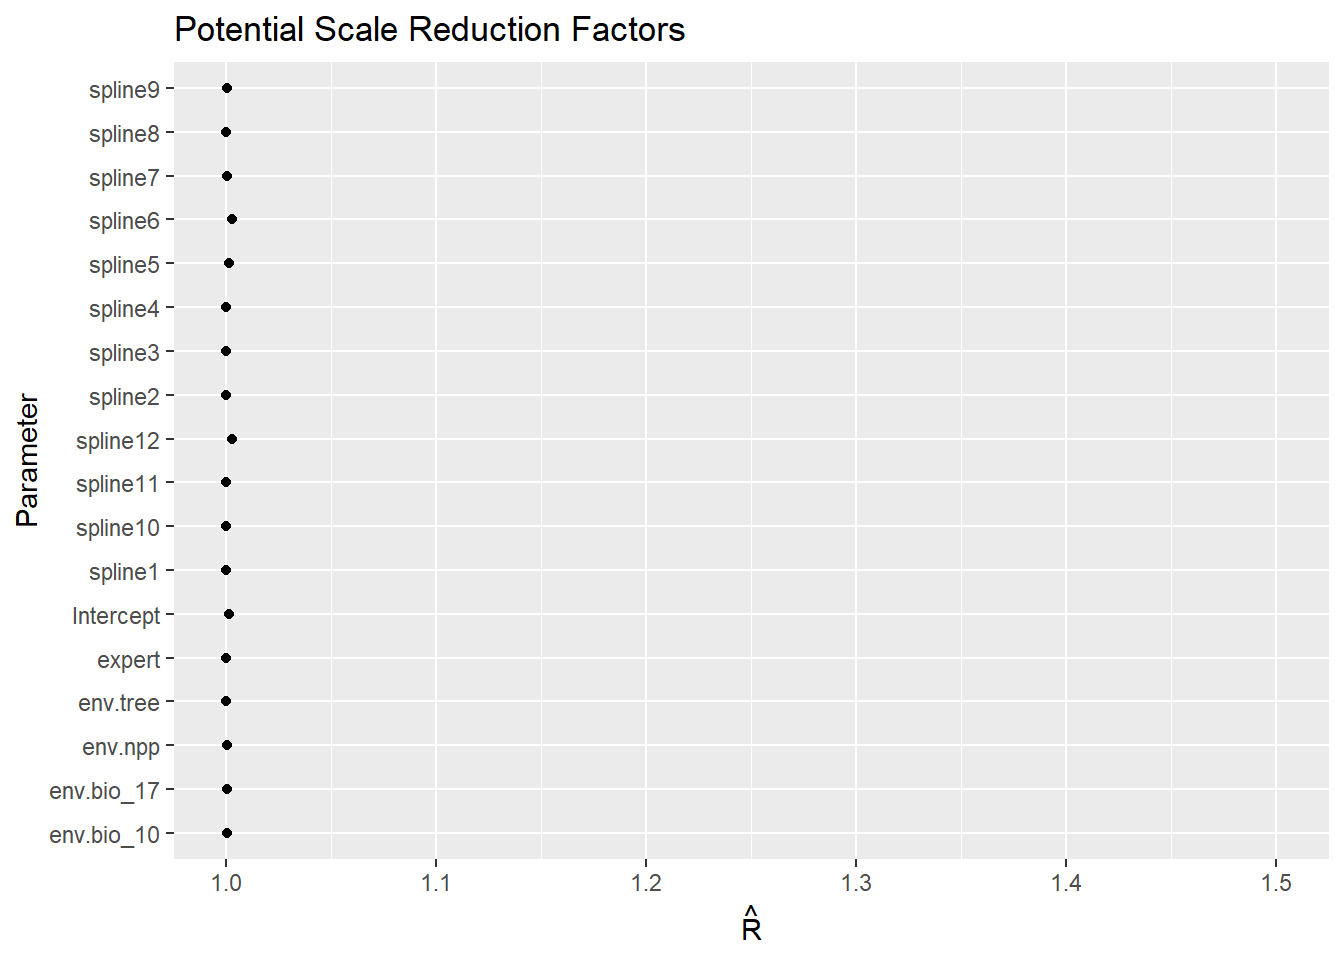 Potential Scale Reduction Factors
spline9
spline8
spline7
spline6
spline5
spline4
spline3
spline2
spline12
spline11
spline10
spline1
Intercept
expert
env.tree
env.npp
env.bio_17
env.bio_10
Parameter
1.0 1.1 1.2 1.3 1.4 1.5
R̂